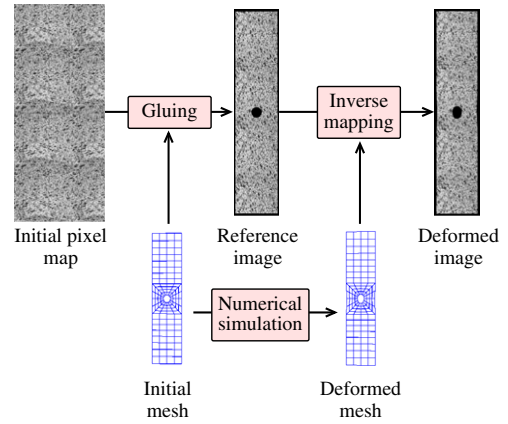 Gluing
Inverse
mapping
Initial pixel
map
Reference
image
Deformed
image
Numerical
simulation
Initial
mesh
Deformed
mesh